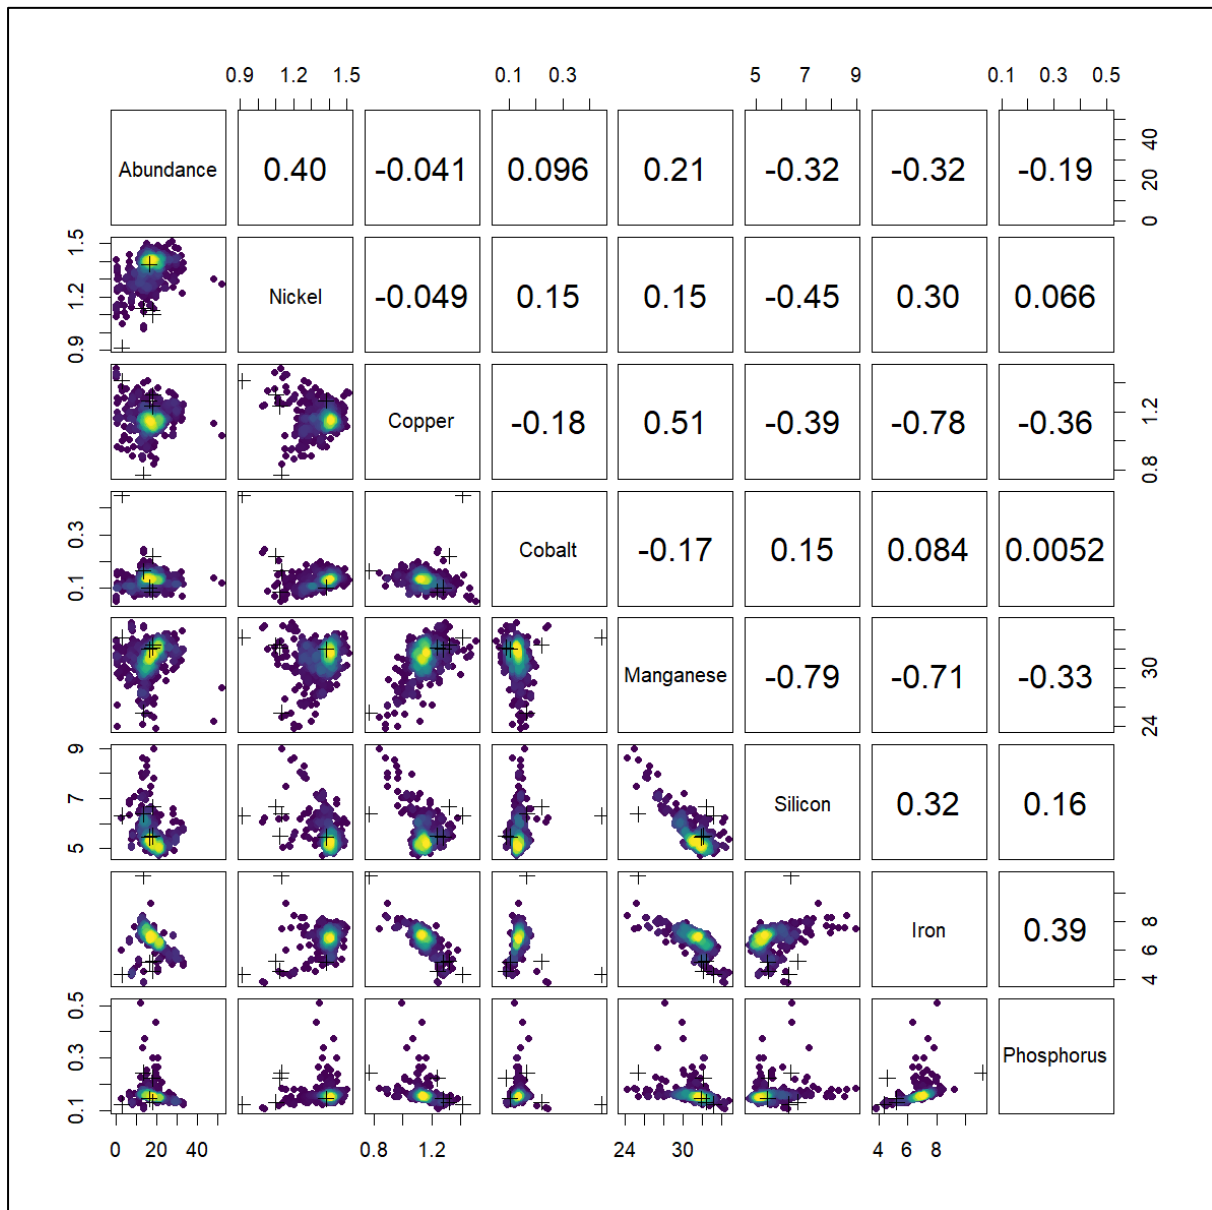 0.9 1.2 1.5 0.1 0.3 5 7 9 0.1 0.3 0.5
Abundance 0.40 -0.041 0.096 0.21 -0.32 -0.32 -0.19 0 20 40
0.9 1.2 1.5 Nickel -0.049 0.15 0.15 -0.45 0.30 0.066
Copper -0.18 0.51 -0.39 -0.78 -0.36 0.8 1.2
0.1 0.3 Cobalt -0.17 0.15 0.084 0.0052
Manganese -0.79 -0.71 -0.33 24 30
5 7 9 Silicon 0.32 0.16
Iron 0.39 4 6 8
0.1 0.3 0.5 Phosphorus
0 20 40 0.8 1.2 24 30 4 6 8